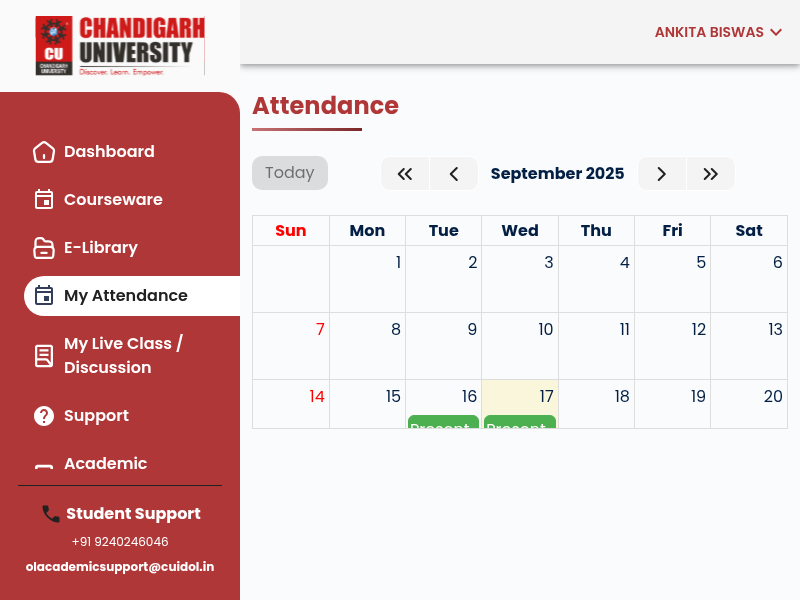 CHANDIGARH
UNIVERSITY
CU
CHANDIGARH
UNIVERSITY
Discover. Learn. Empower.
ANKITA BISWAS
Dashboard
Courseware
E-Library
My Attendance
My Live Class /
Discussion
Support
Academic
Student Support
+91 9240246046
olacademicsupport@cuidol.in
Attendance
Today
September 2025
Sun Mon Tue Wed Thu Fri Sat
1 2 3 4 5 6
7 8 9 10 11 12 13
14 15 16 17 18 19 20
Present Present